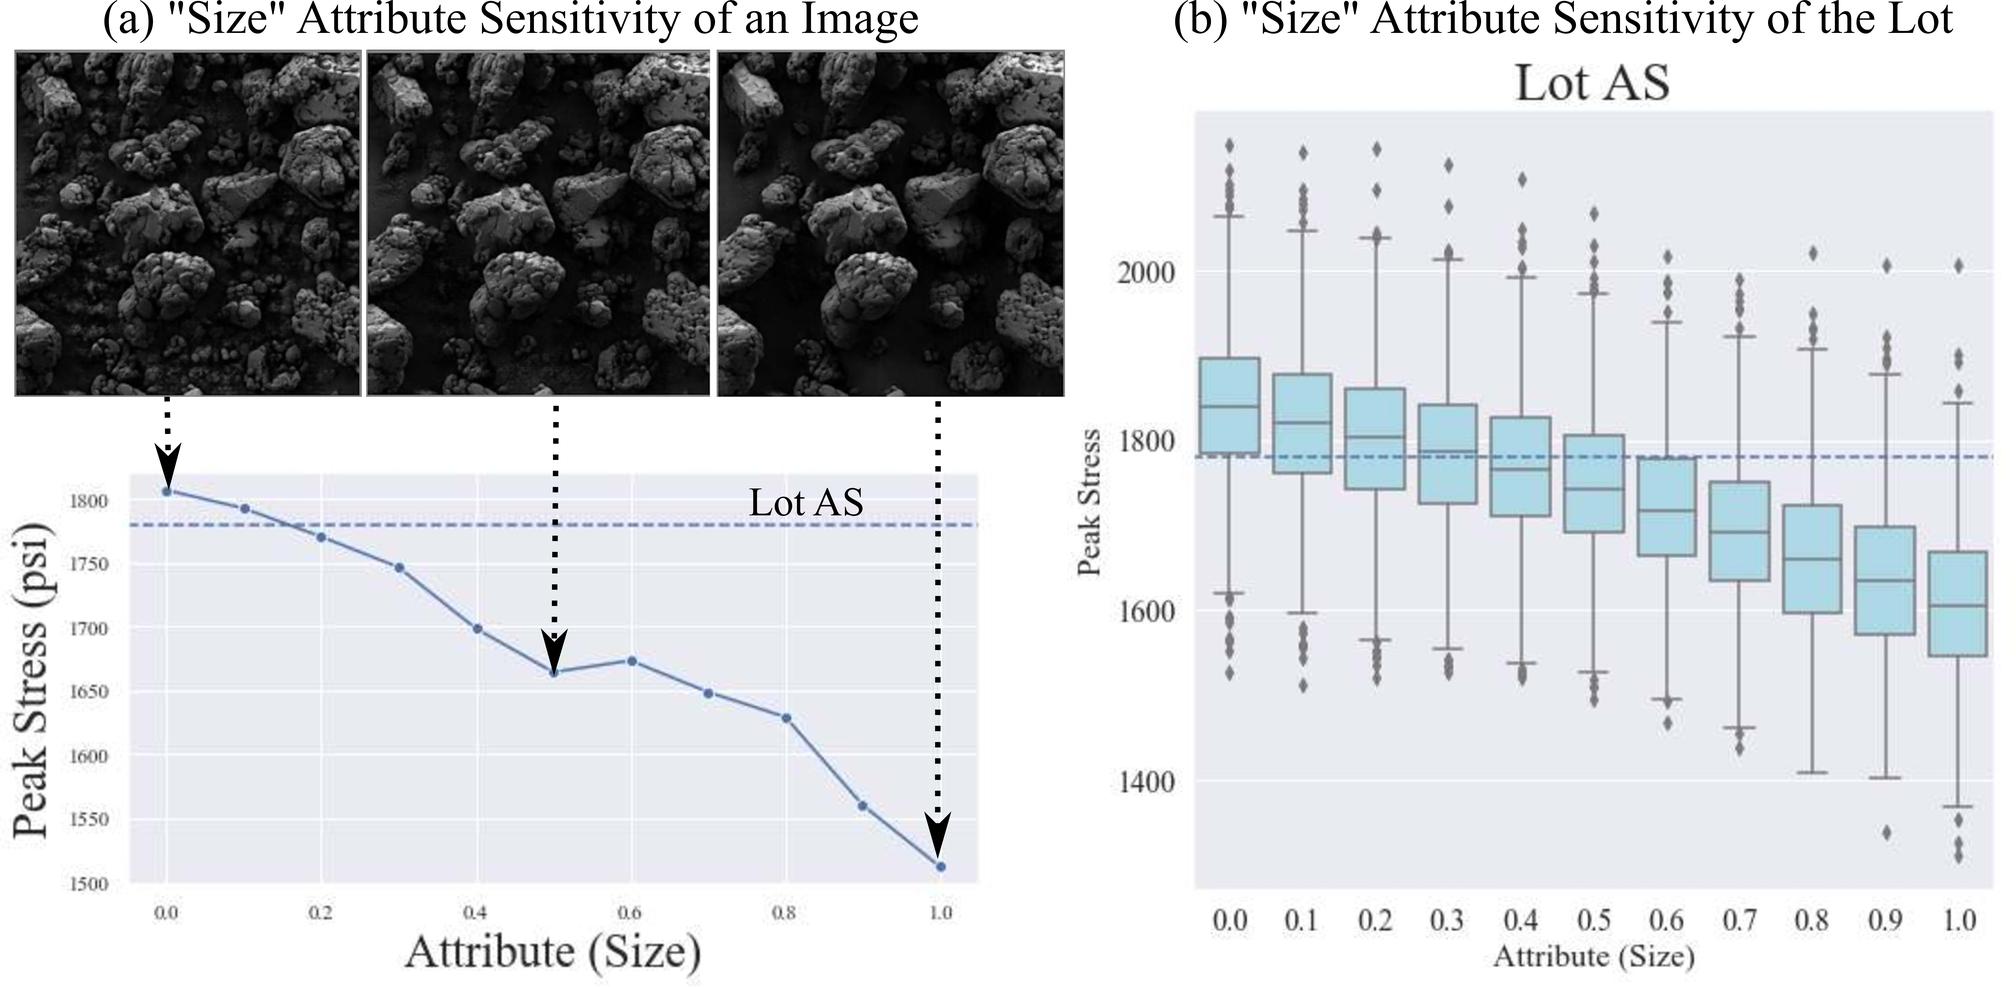 (a) "Size" Attribute Sensitivity of an Image
(b) "Size" Attribute Sensitivity of the Lot
Lot AS
Lot AS
Peak Stress (psi)
1800
1750
1700
1650
1600
1550
1500
0.0 0.2 0.4 0.6 0.8 1.0
Attribute (Size)
Peak Stress
2000
1800
1600
1400
0.0 0.1 0.2 0.3 0.4 0.5 0.6 0.7 0.8 0.9 1.0
Attribute (Size)